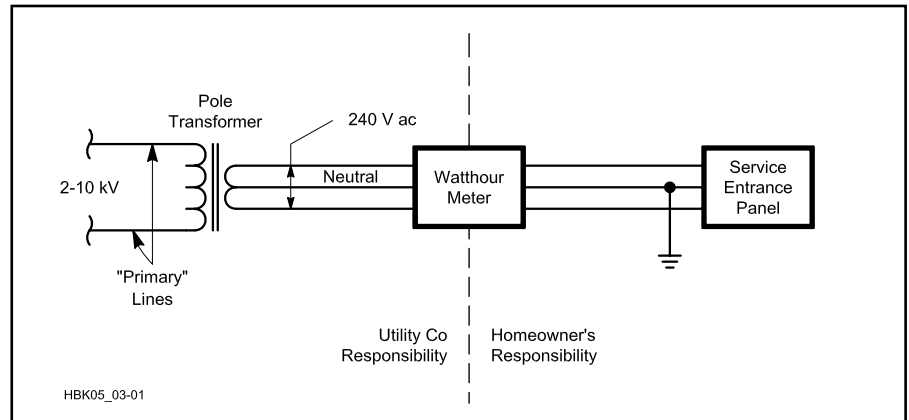 Pole
Transformer
240 V ac
2-10 kV
Neutral
Watthour
Meter
Service
Entrance
Panel
"Primary"
Lines
Utility Co
Responsibility
Homeowner's
Responsibility
HBK05_03-01